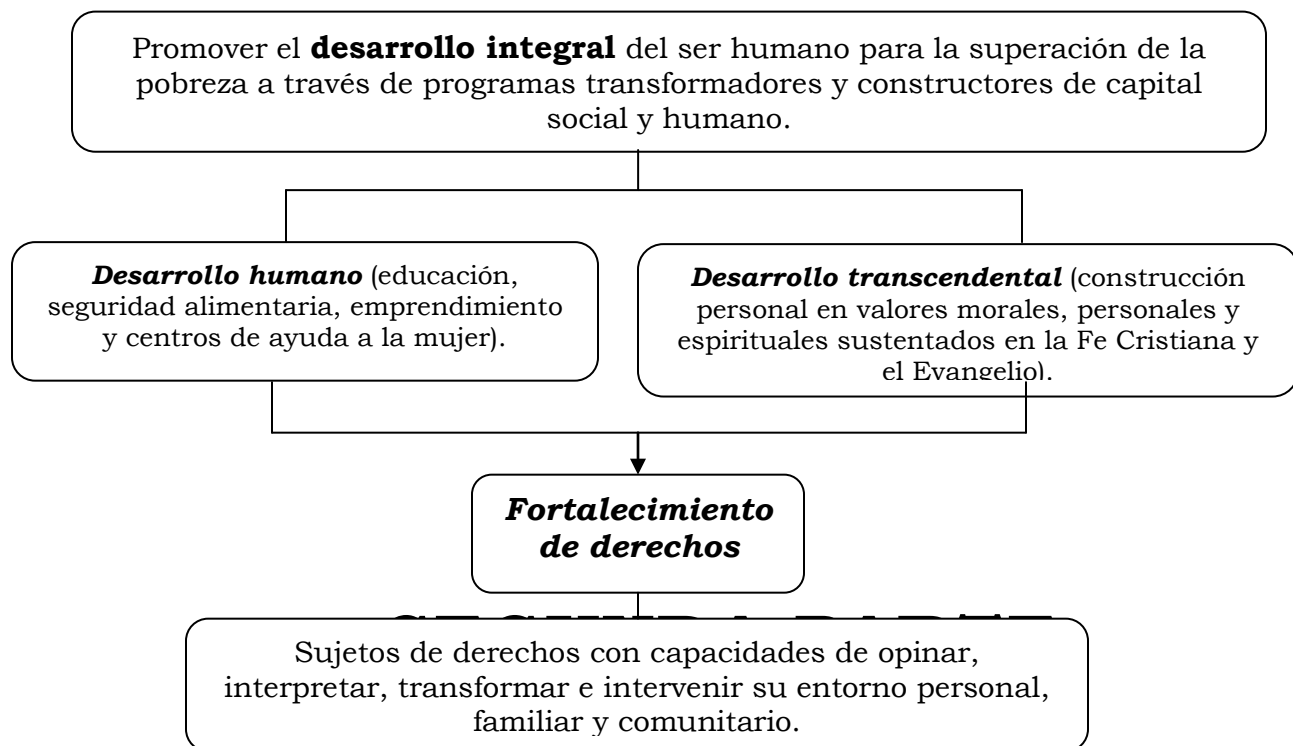 Promover el desarrollo integral del ser humano para la superación de la
pobreza a través de programas transformadores y constructores de capital
social y humano.
Desarrollo humano (educación,
seguridad alimentaria, emprendimiento
y centros de ayuda a la mujer).
Desarrollo transcendental (construcción
personal en valores morales, personales y
espirituales sustentados en la Fe Cristiana y
el Evangelio).
Fortalecimiento
de derechos
Sujetos de derechos con capacidades de opinar,
interpretar, transformar e intervenir su entorno personal,
familiar y comunitario.